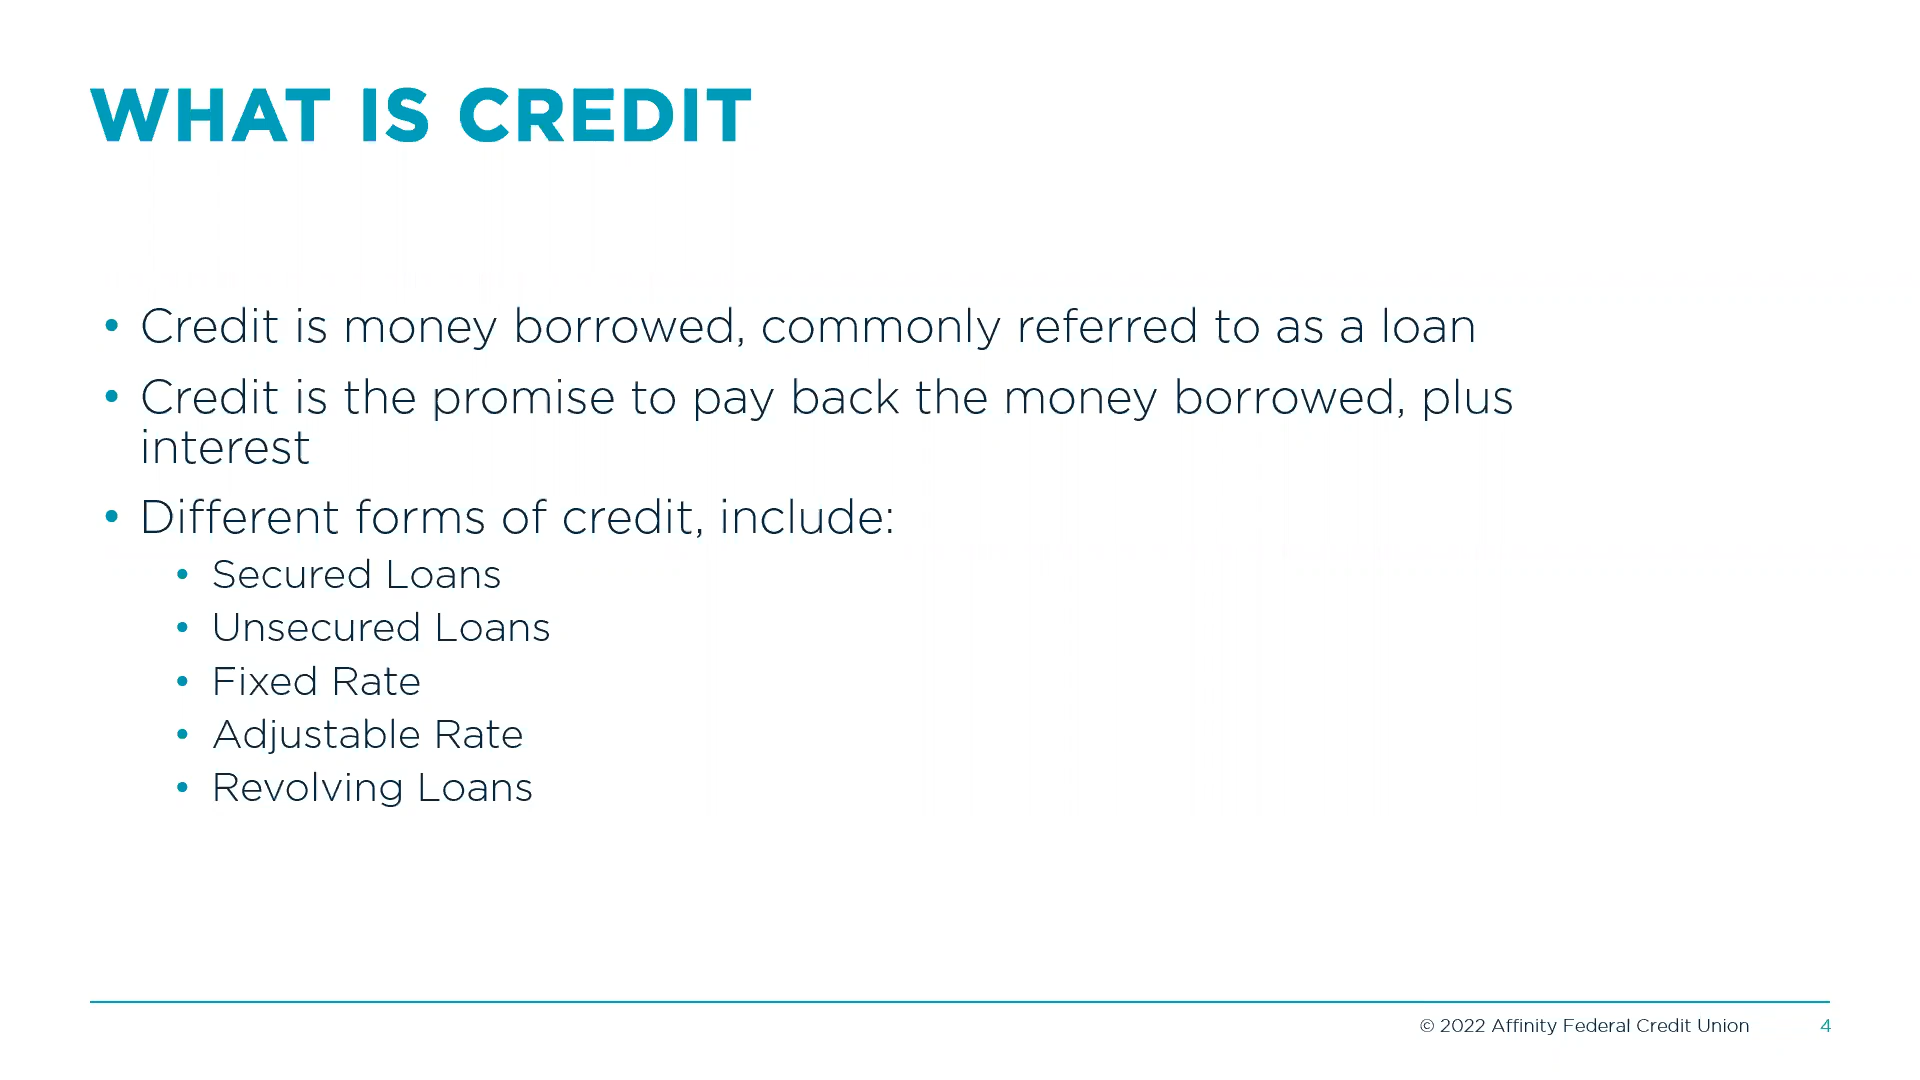 WHAT IS CREDIT
• Credit is money borrowed, commonly referred to as a loan
• Credit is the promise to pay back the money borrowed, plus
interest
• Different forms of credit, include:
• Secured Loans
• Unsecured Loans
• Fixed Rate
• Adjustable Rate
• Revolving Loans
© 2022 Affinity Federal Credit Union 4